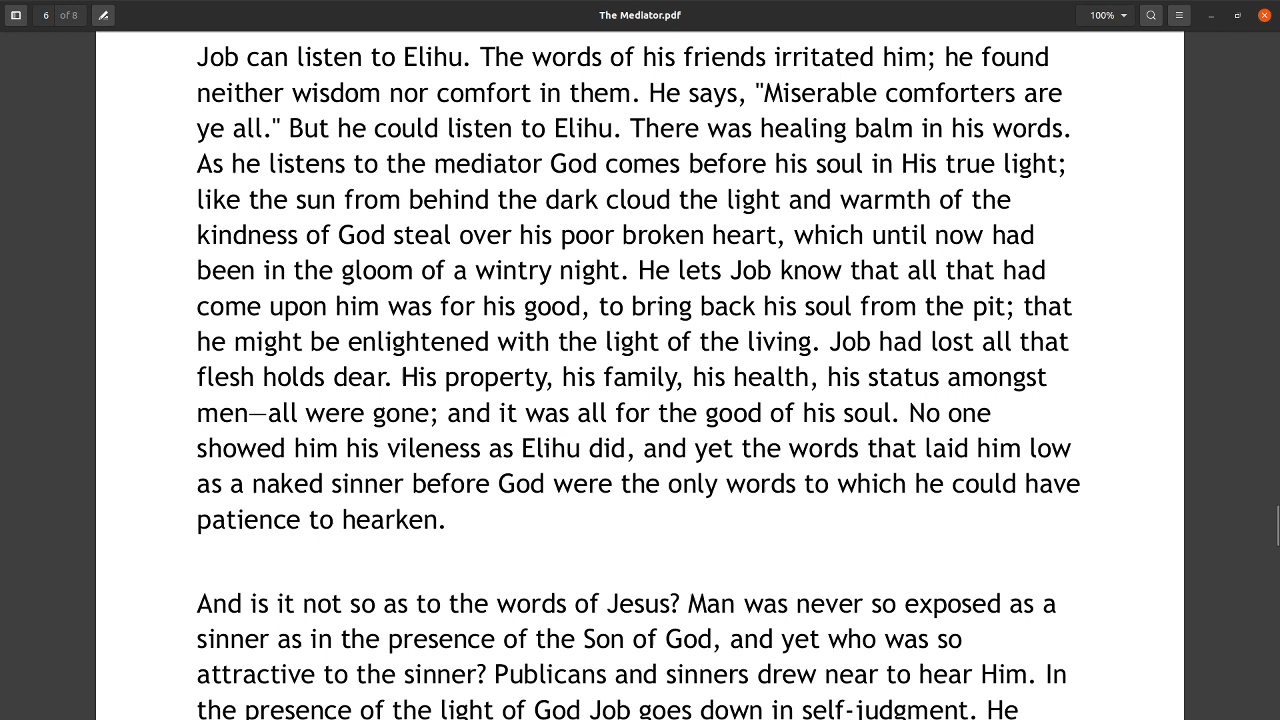 6 of 8
The Mediator.pdf
100%
Job can listen to Elihu. The words of his friends irritated him; he found
neither wisdom nor comfort in them. He says, "Miserable comforters are
ye all." But he could listen to Elihu. There was healing balm in his words.
As he listens to the mediator God comes before his soul in His true light;
like the sun from behind the dark cloud the light and warmth of the
kindness of God steal over his poor broken heart, which until now had
been in the gloom of a wintry night. He lets Job know that all that had
come upon him was for his good, to bring back his soul from the pit; that
he might be enlightened with the light of the living. Job had lost all that
flesh holds dear. His property, his family, his health, his status amongst
men—all were gone; and it was all for the good of his soul. No one
showed him his vileness as Elihu did, and yet the words that laid him low
as a naked sinner before God were the only words to which he could have
patience to hearken.
And is it not so as to the words of Jesus? Man was never so exposed as a
sinner as in the presence of the Son of God, and yet who was so
attractive to the sinner? Publicans and sinners drew near to hear Him. In
the presence of the light of God Job goes down in self-judgment. He